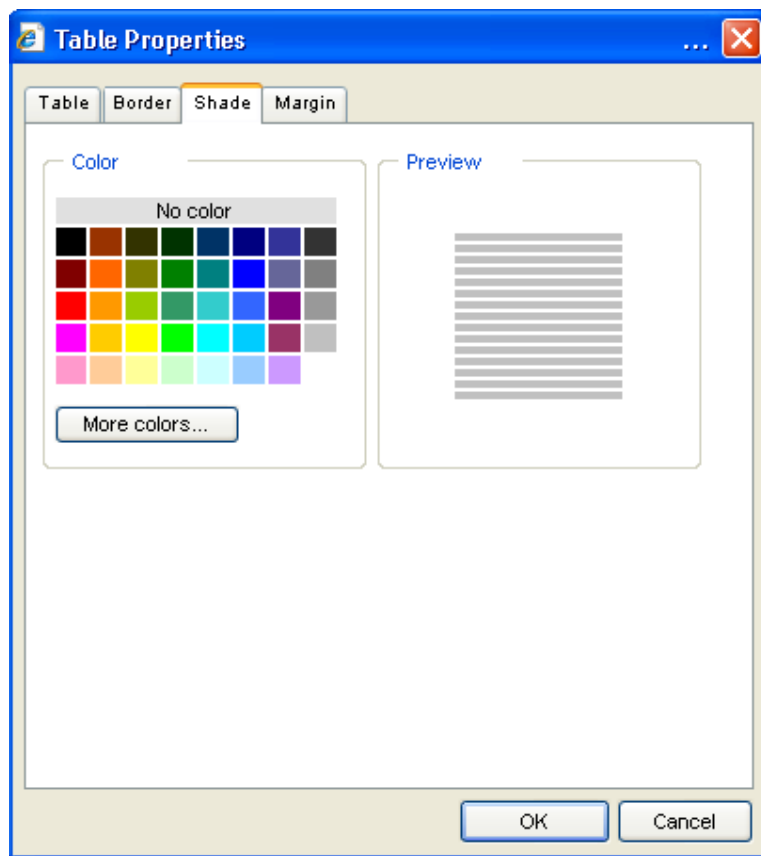 Table Properties ...
Table Border Shade Margin
Color Preview
No color
More colors...
OK Cancel